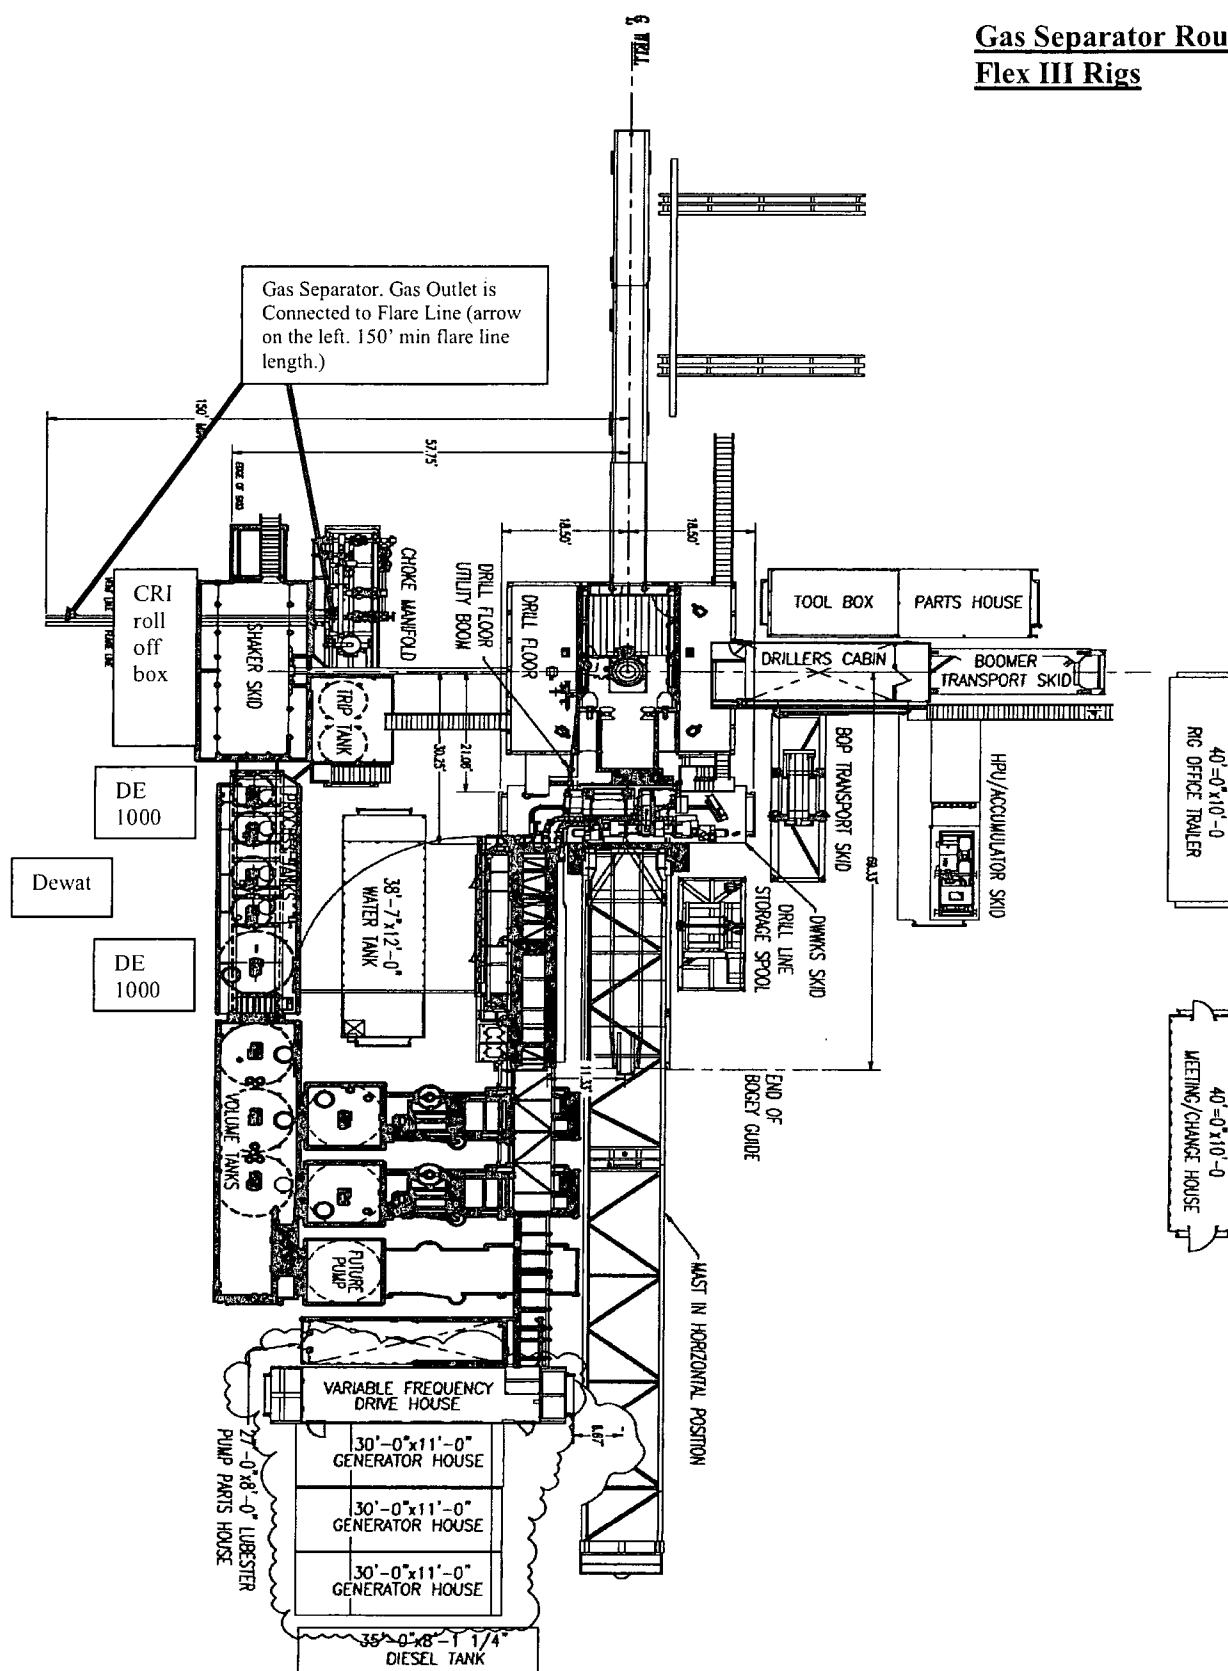 Gas Separator Rou
Flex III Rigs
WELL
Gas Separator. Gas Outlet is
Connected to Flare Line (arrow
on the left. 150' min flare line
length.)
57.75'
EDGE OF SKID
18.50'
18.50'
CHOKE MANIFOLD
DRILL FLOOR
UTILITY BOOM
DRILL FLOOR
TOOL BOX
PARTS HOUSE
CRI
roll
off
box
SHAKER SKID
TRIP TANK
DRILLERS CABIN
BOOMER
TRANSPORT SKID
30.25'
21.08'
BOP TRANSPORT SKID
HPU/ACCUMULATOR SKID
40'=0"x10'-0
RIG OFFICE TRAILER
DE
1000
Dewat
DE
1000
38'-7"x12'-0"
WATER TANK
69.33'
DRILL LINE
STORAGE SPOOL
DWWKS SKID
11.33'
END OF
BOGEY GUIDE
40'=0"x10'-0
MEETING/CHANGE HOUSE
VOLUME TANKS
FUTURE
PUMP
MAST IN HORIZONTAL POSITION
VARIABLE FREQUENCY
DRIVE HOUSE
27'-0"x8'-0" LUBESTER
PUMP PARTS HOUSE
30'-0"x11'-0"
GENERATOR HOUSE
30'-0"x11'-0"
GENERATOR HOUSE
30'-0"x11'-0"
GENERATOR HOUSE
35'-0"x8'-1 1/4"
DIESEL TANK